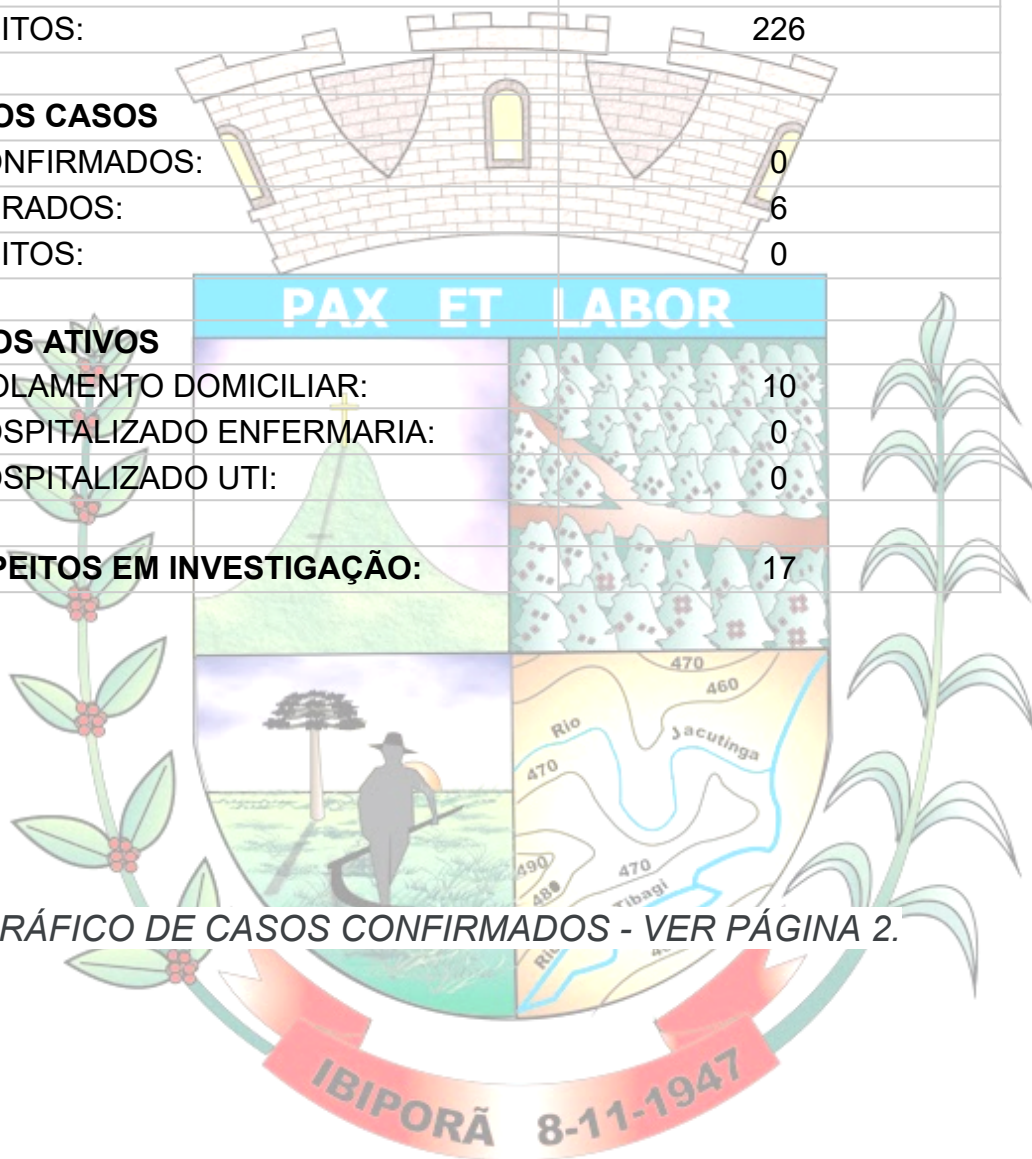 ITOS: 226
OS CASOS
ONFIRMADOS: 0
RADOS: 6
ITOS: 0
PAX ET LABOR
OS ATIVOS
OLAMENTO DOMICILIAR: 10
OSPITALIZADO ENFERMARIA: 0
OSPITALIZADO UTI: 0
PEITOS EM INVESTIGAÇÃO: 17
470
460
Rio Jacutinga
470
490
470
480
Tibagi
RÁFICO DE CASOS CONFIRMADOS - VER PÁGINA 2.
IBIPORÃ 8-11-1947